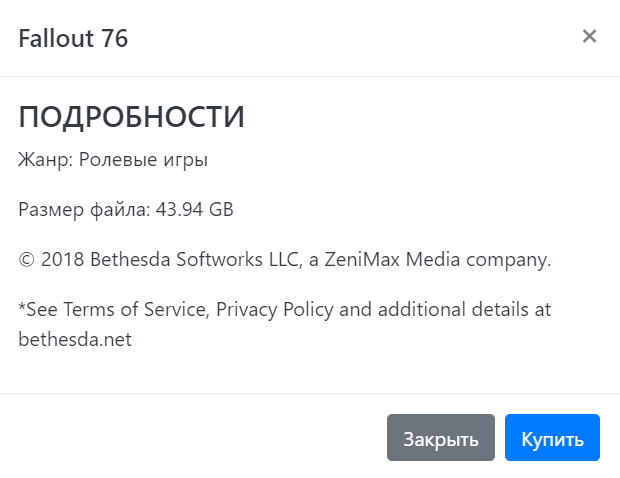 Fallout 76
×
ПОДРОБНОСТИ
Жанр: Ролевые игры
Размер файла: 43.94 GB
© 2018 Bethesda Softworks LLC, a ZeniMax Media company.
*See Terms of Service, Privacy Policy and additional details at
bethesda.net
Закрыть
Купить